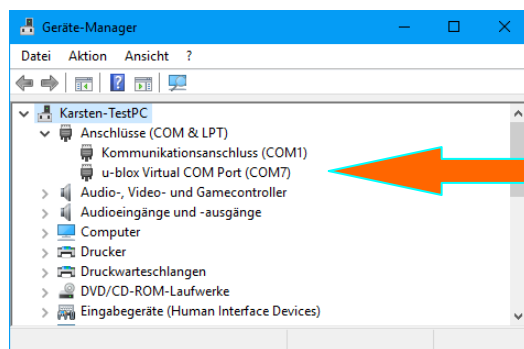 Geräte-Manager
Datei Aktion Ansicht ?
Karsten-TestPC
Anschlüsse (COM & LPT)
Kommunikationsanschluss (COM1)
u-blox Virtual COM Port (COM7)
Audio-, Video- und Gamecontroller
Audioeingänge und -ausgänge
Computer
Drucker
Druckwarteschlangen
DVD/CD-ROM-Laufwerke
Eingabegeräte (Human Interface Devices)